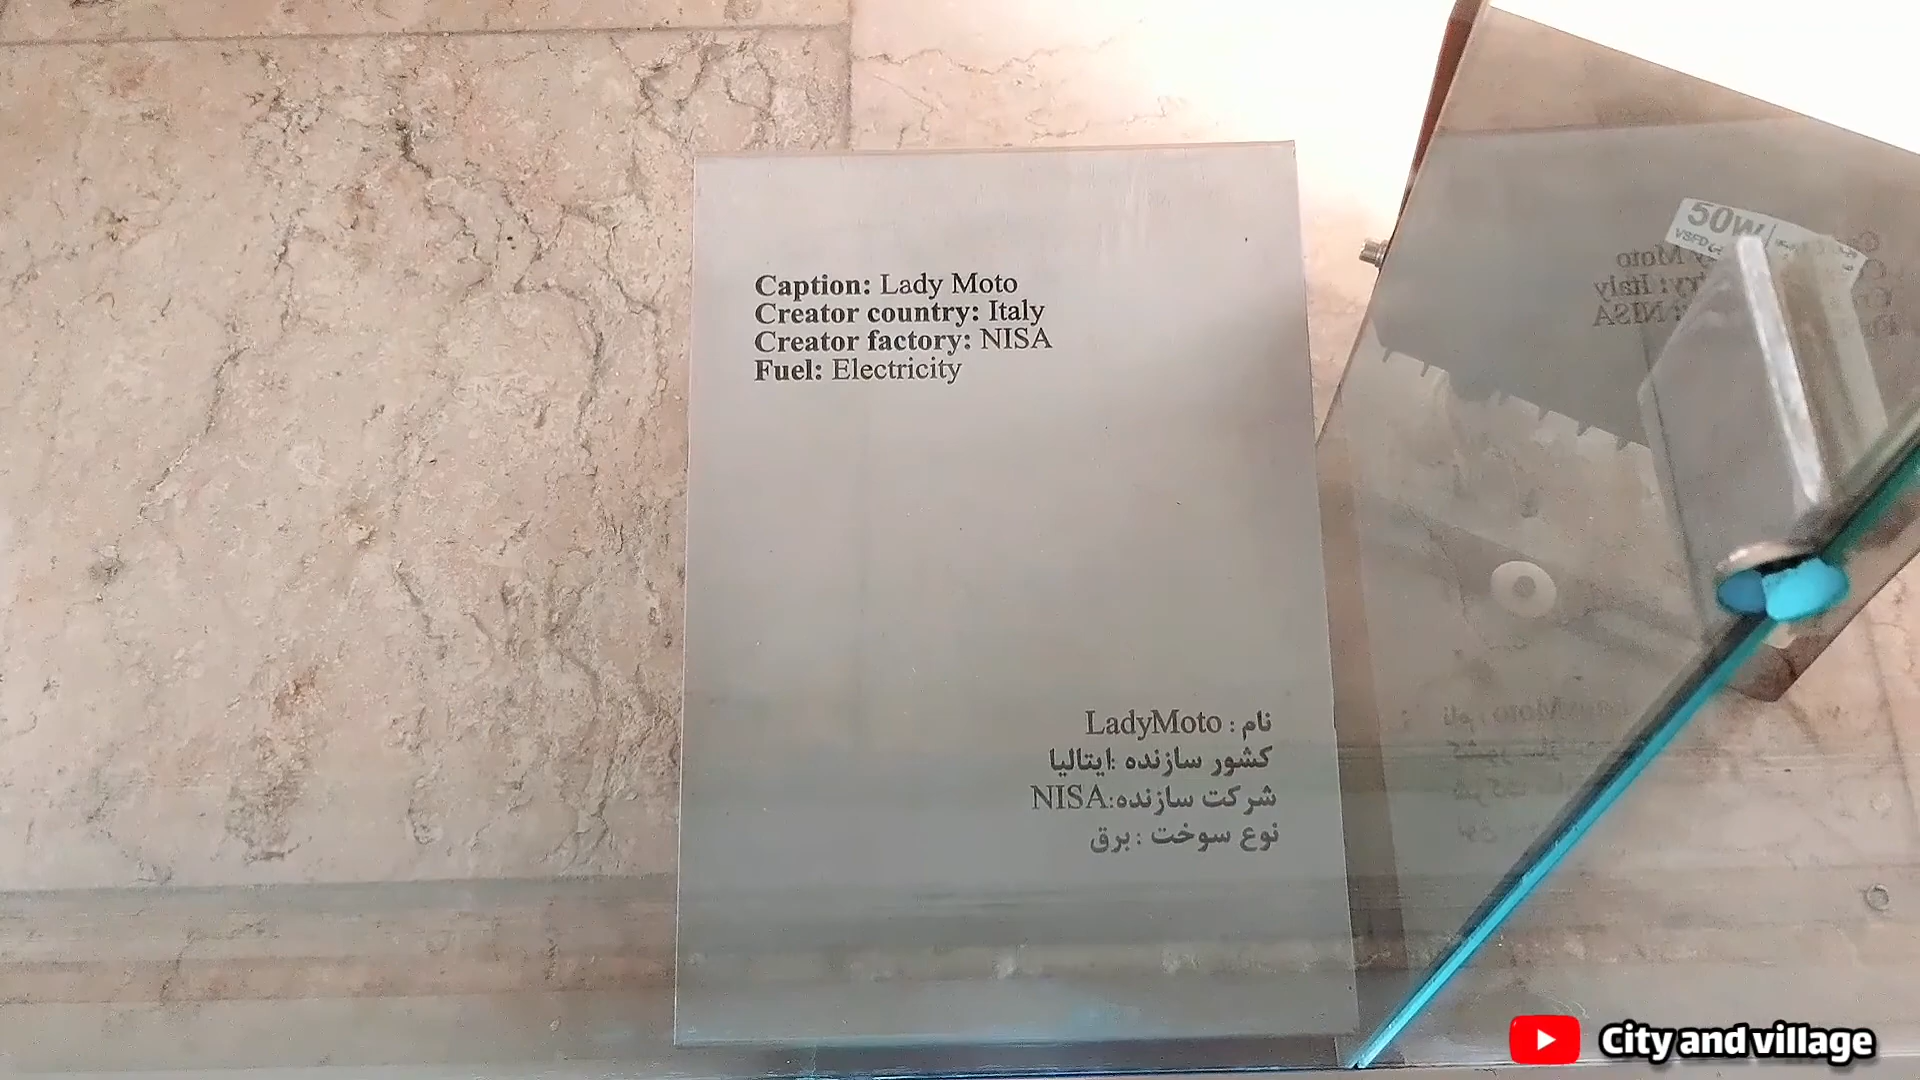 Caption: Lady Moto
Creator country: Italy
Creator factory: NISA
Fuel: Electricity
50W
نام : LadyMoto
کشور سازنده :ایتالیا
شرکت سازنده:NISA
نوع سوخت : برق
City and village